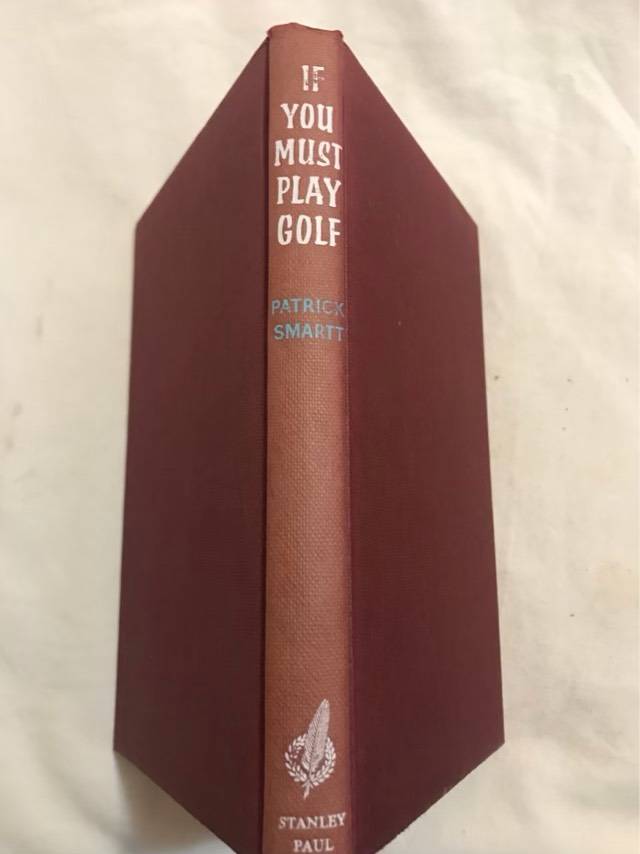 IF
YOU
MUST
PLAY
GOLF
PATRICK
SMARTT
STANLEY
PAUL